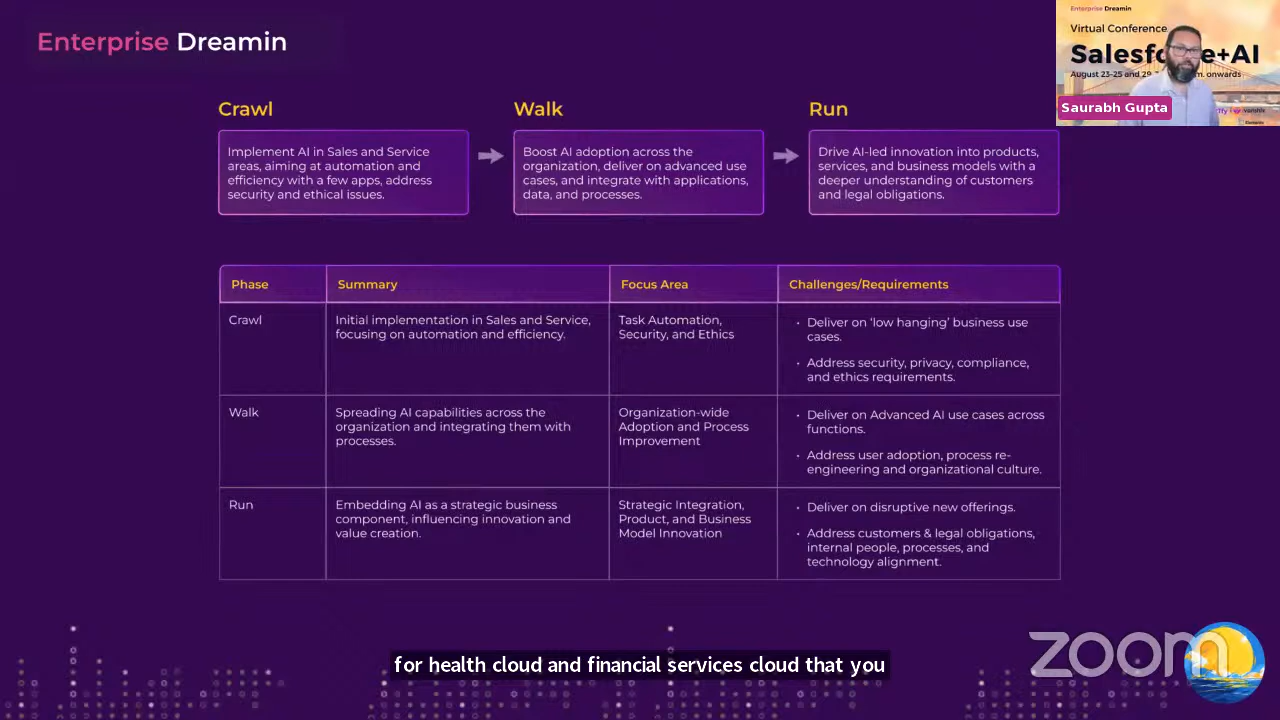 Enterprise Dreamin
Enterprise Dreamin
Virtual Conference
Salesfo
e+AI
August 23-25 and 29
m. onwards
Saurabh Gupta
Crawl
Walk
Run
Implement AI in Sales and Service
areas, aiming at automation and
efficiency with a few apps, address
security and ethical issues.
Boost AI adoption across the
organization, deliver on advanced use
cases, and integrate with applications,
data, and processes.
Drive AI-led innovation into products,
services, and business models with a
deeper understanding of customers
and legal obligations.
Phase
Summary
Focus Area
Challenges/Requirements
Crawl
Initial implementation in Sales and Service,
focusing on automation and efficiency.
Task Automation,
Security, and Ethics
• Deliver on ‘low hanging’ business use
cases.
• Address security, privacy, compliance,
and ethics requirements.
Walk
Spreading AI capabilities across the
organization and integrating them with
processes.
Organization-wide
Adoption and Process
Improvement
• Deliver on Advanced AI use cases across
functions.
• Address user adoption, process re-
engineering and organizational culture.
Run
Embedding AI as a strategic business
component, influencing innovation and
value creation.
Strategic Integration,
Product, and Business
Model Innovation
• Deliver on disruptive new offerings.
• Address customers & legal obligations,
internal people, processes, and
technology alignment.
for health cloud and financial services cloud that you
zoom